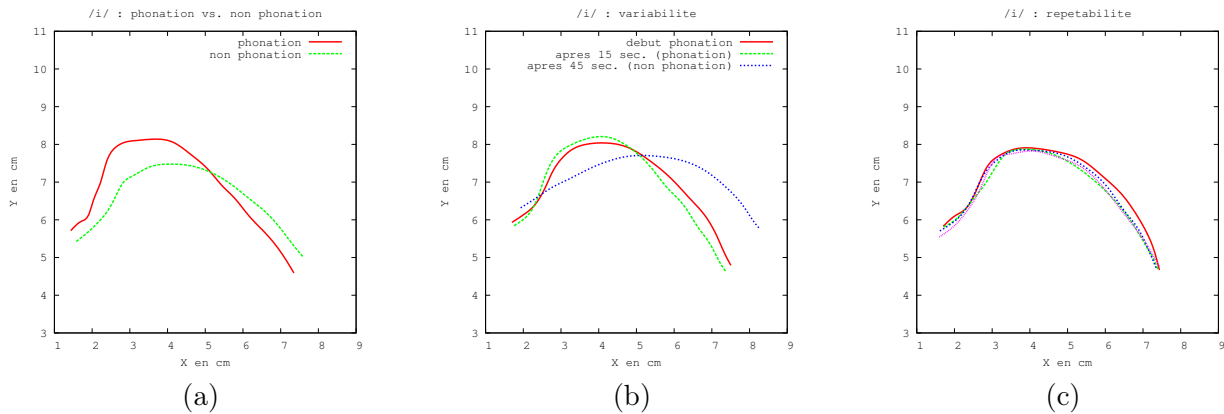 /i/ : phonation vs. non phonation
phonation
non phonation
11
10
9
8
7
6
5
4
3
Y en cm
1 2 3 4 5 6 7 8 9
X en cm
(a)
/i/ : variabilite
debut phonation
apres 15 sec. (phonation)
apres 45 sec. (non phonation)
11
10
9
8
7
6
5
4
3
Y en cm
1 2 3 4 5 6 7 8 9
X en cm
(b)
/i/ : repetabilite
11
10
9
8
7
6
5
4
3
Y en cm
1 2 3 4 5 6 7 8 9
X en cm
(c)